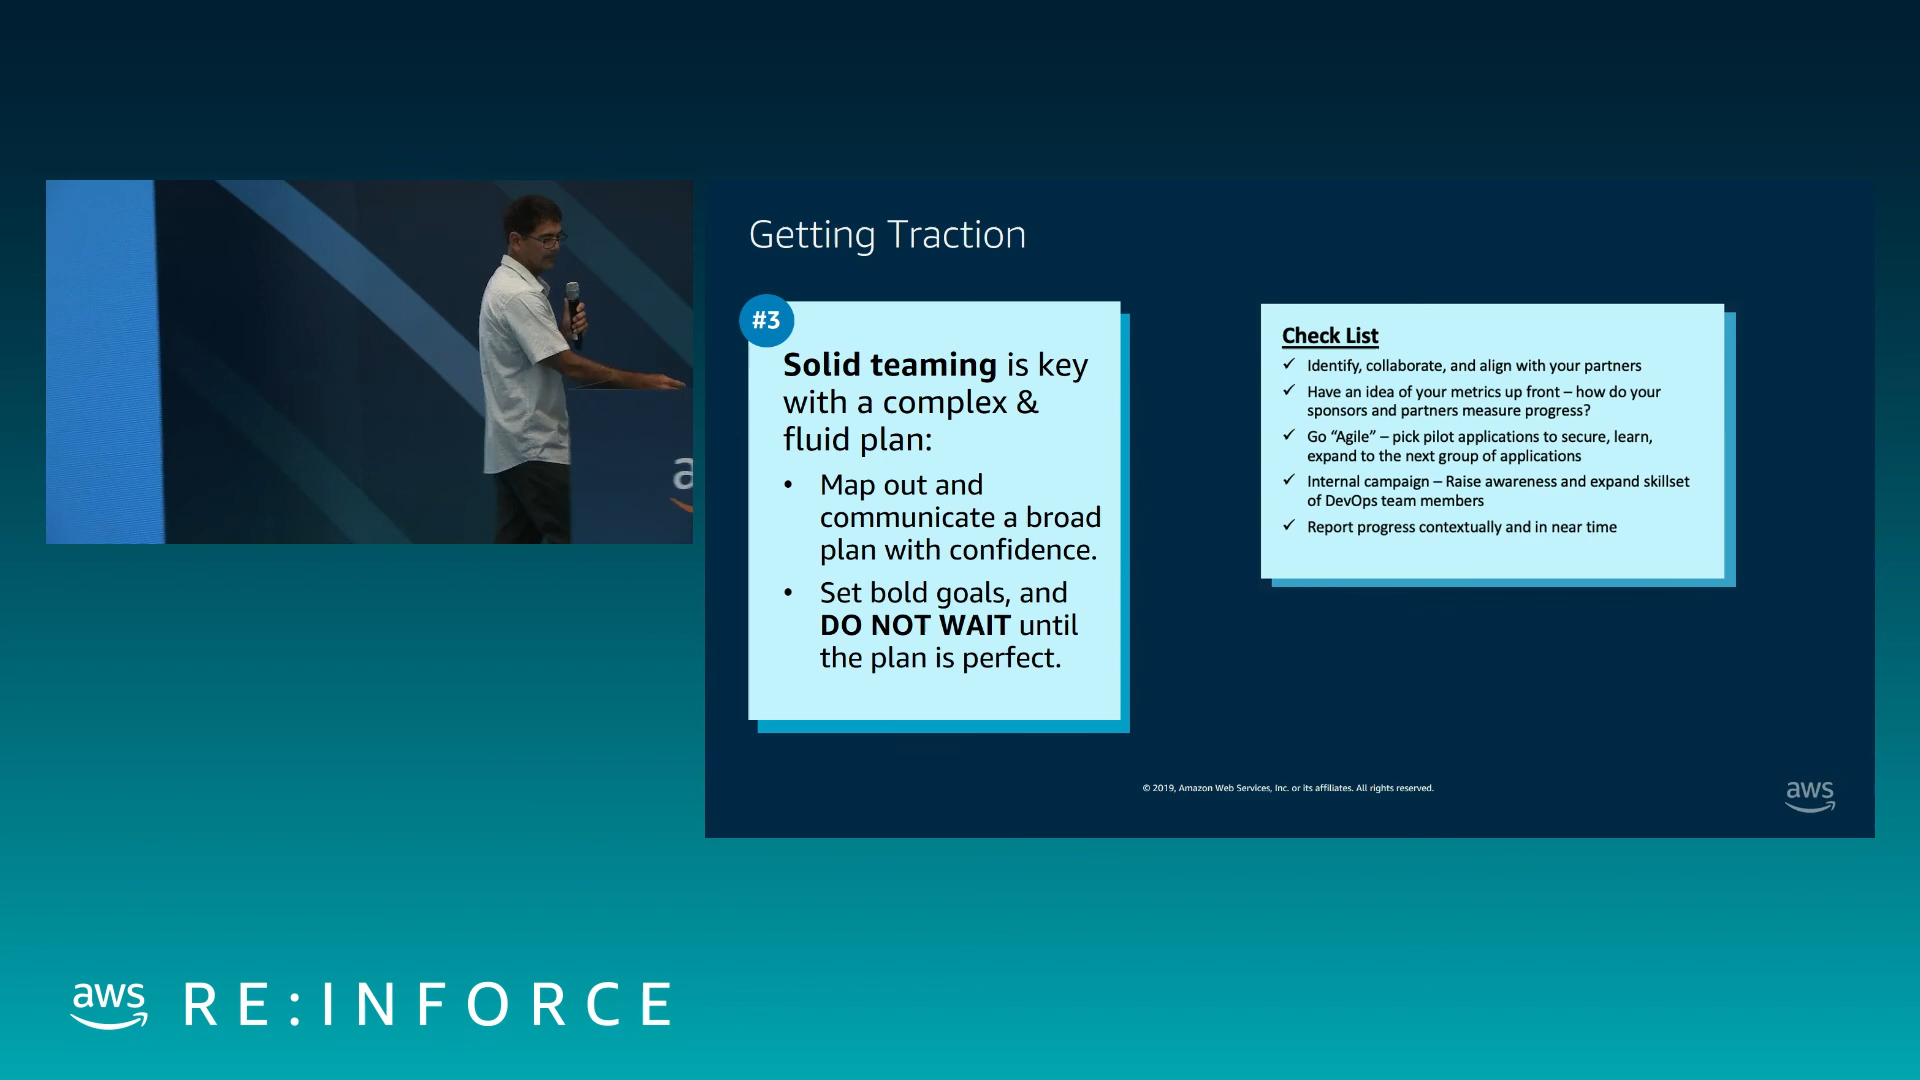 Getting Traction
#3
Solid teaming is key
with a complex &
fluid plan:
• Map out and
communicate a broad
plan with confidence.
• Set bold goals, and
DO NOT WAIT until
the plan is perfect.
Check List
✓ Identify, collaborate, and align with your partners
✓ Have an idea of your metrics up front – how do your
sponsors and partners measure progress?
✓ Go “Agile” – pick pilot applications to secure, learn,
expand to the next group of applications
✓ Internal campaign – Raise awareness and expand skillset
of DevOps team members
✓ Report progress contextually and in near time
© 2019, Amazon Web Services, Inc. or its affiliates. All rights reserved.
aws
a
aws RE:INFORCE